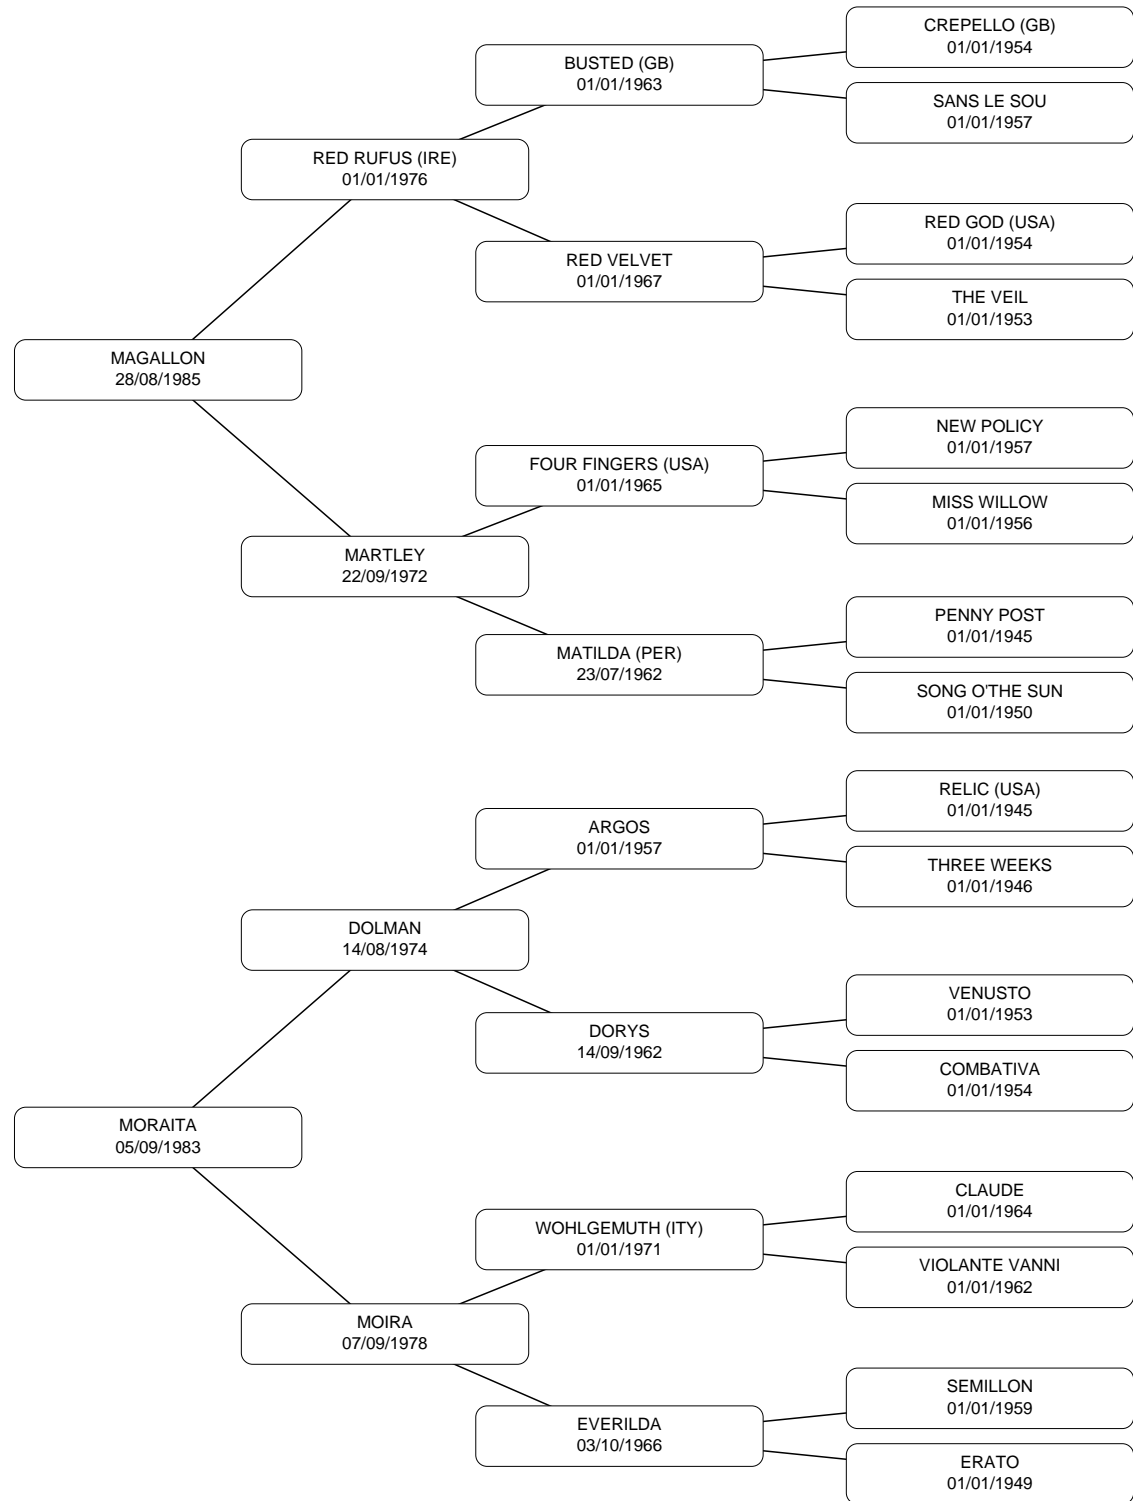 CREPELLO (GB)
01/01/1954
BUSTED (GB)
01/01/1963
SANS LE SOU
01/01/1957
RED RUFUS (IRE)
01/01/1976
RED GOD (USA)
01/01/1954
RED VELVET
01/01/1967
THE VEIL
01/01/1953
MAGALLON
28/08/1985
NEW POLICY
01/01/1957
FOUR FINGERS (USA)
01/01/1965
MISS WILLOW
01/01/1956
MARTLEY
22/09/1972
PENNY POST
01/01/1945
MATILDA (PER)
23/07/1962
SONG O'THE SUN
01/01/1950
RELIC (USA)
01/01/1945
ARGOS
01/01/1957
THREE WEEKS
01/01/1946
DOLMAN
14/08/1974
VENUSTO
01/01/1953
DORYS
14/09/1962
COMBATIVA
01/01/1954
MORAITA
05/09/1983
CLAUDE
01/01/1964
WOHLGEMUTH (ITY)
01/01/1971
VIOLANTE VANNI
01/01/1962
MOIRA
07/09/1978
SEMILLON
01/01/1959
EVERILDA
03/10/1966
ERATO
01/01/1949